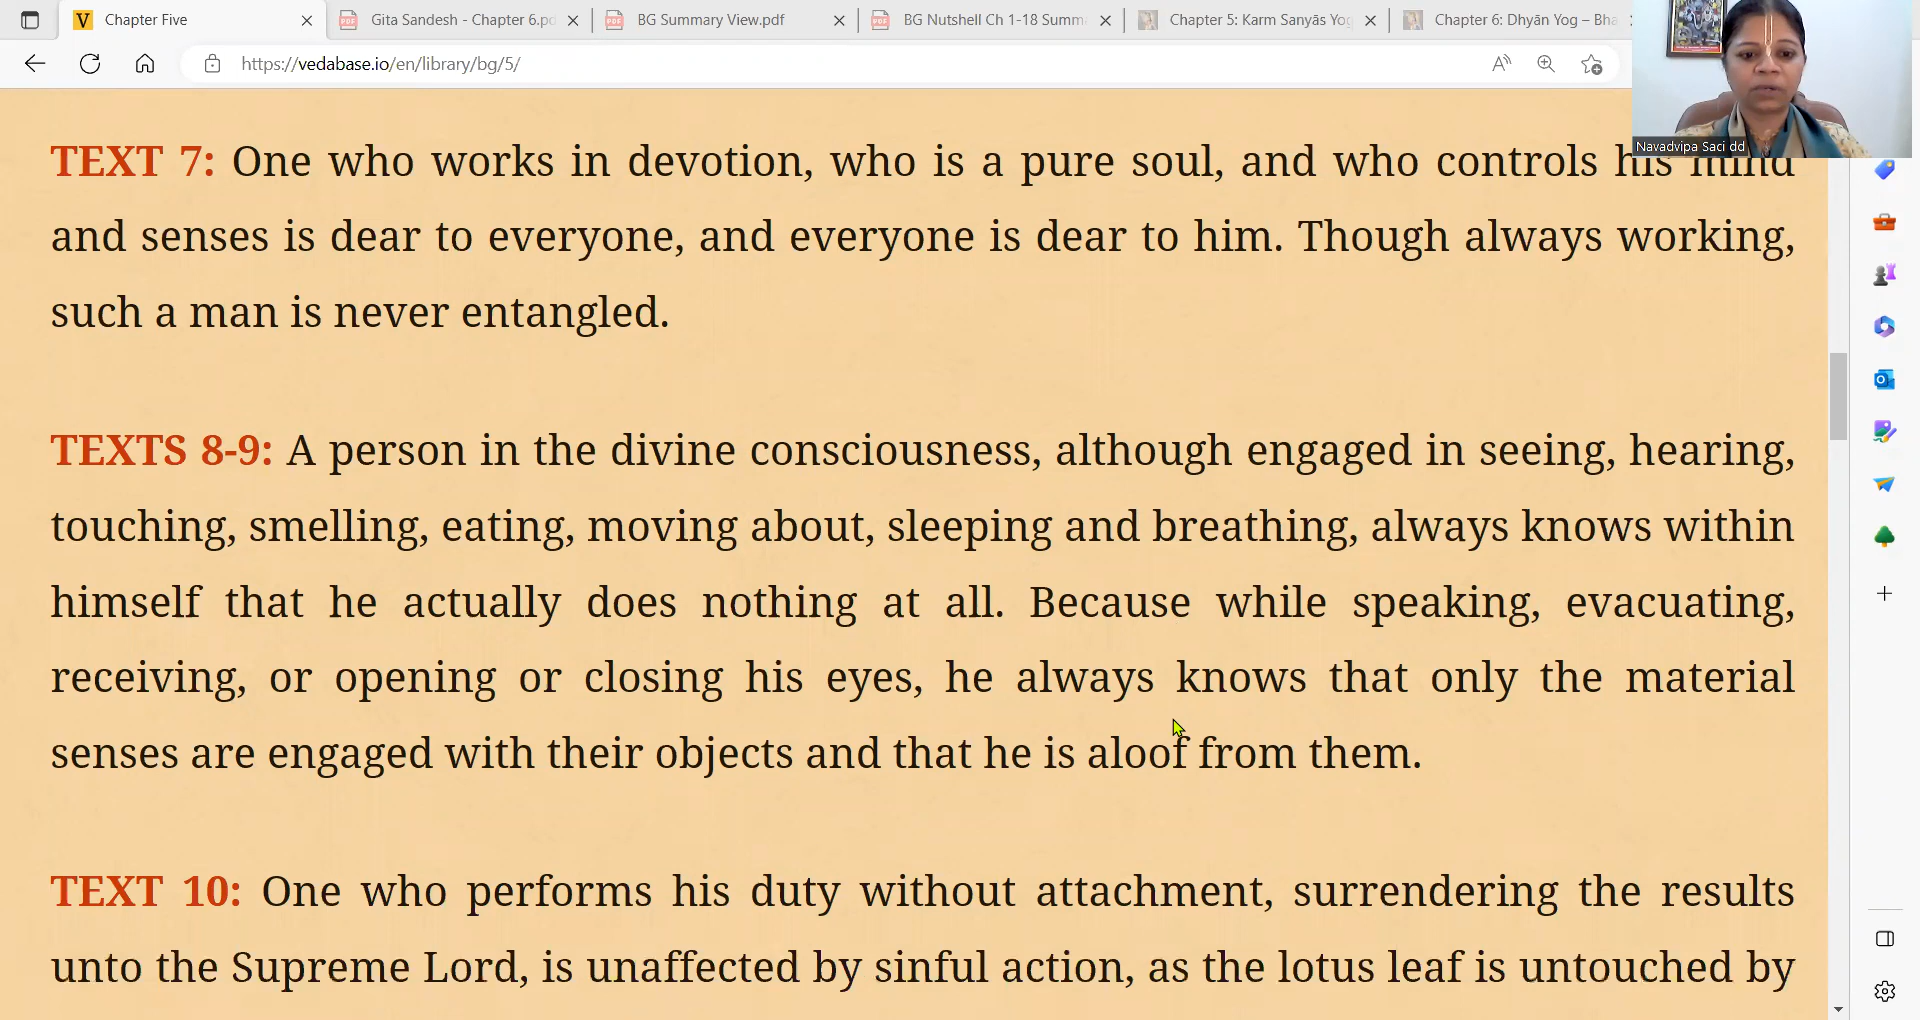 Chapter Five
Gita Sandesh - Chapter 6.pd
BG Summary View.pdf
BG Nutshell Ch 1-18 Summ
Chapter 5: Karm Sanyās Yog
Chapter 6: Dhyān Yog – Bha
https://vedabase.io/en/library/bg/5/
Navadvipa Saci dd
TEXT 7: One who works in devotion, who is a pure soul, and who controls his mind
and senses is dear to everyone, and everyone is dear to him. Though always working,
such a man is never entangled.
TEXTS 8-9: A person in the divine consciousness, although engaged in seeing, hearing,
touching, smelling, eating, moving about, sleeping and breathing, always knows within
himself that he actually does nothing at all. Because while speaking, evacuating,
receiving, or opening or closing his eyes, he always knows that only the material
senses are engaged with their objects and that he is aloof from them.
TEXT 10: One who performs his duty without attachment, surrendering the results
unto the Supreme Lord, is unaffected by sinful action, as the lotus leaf is untouched by